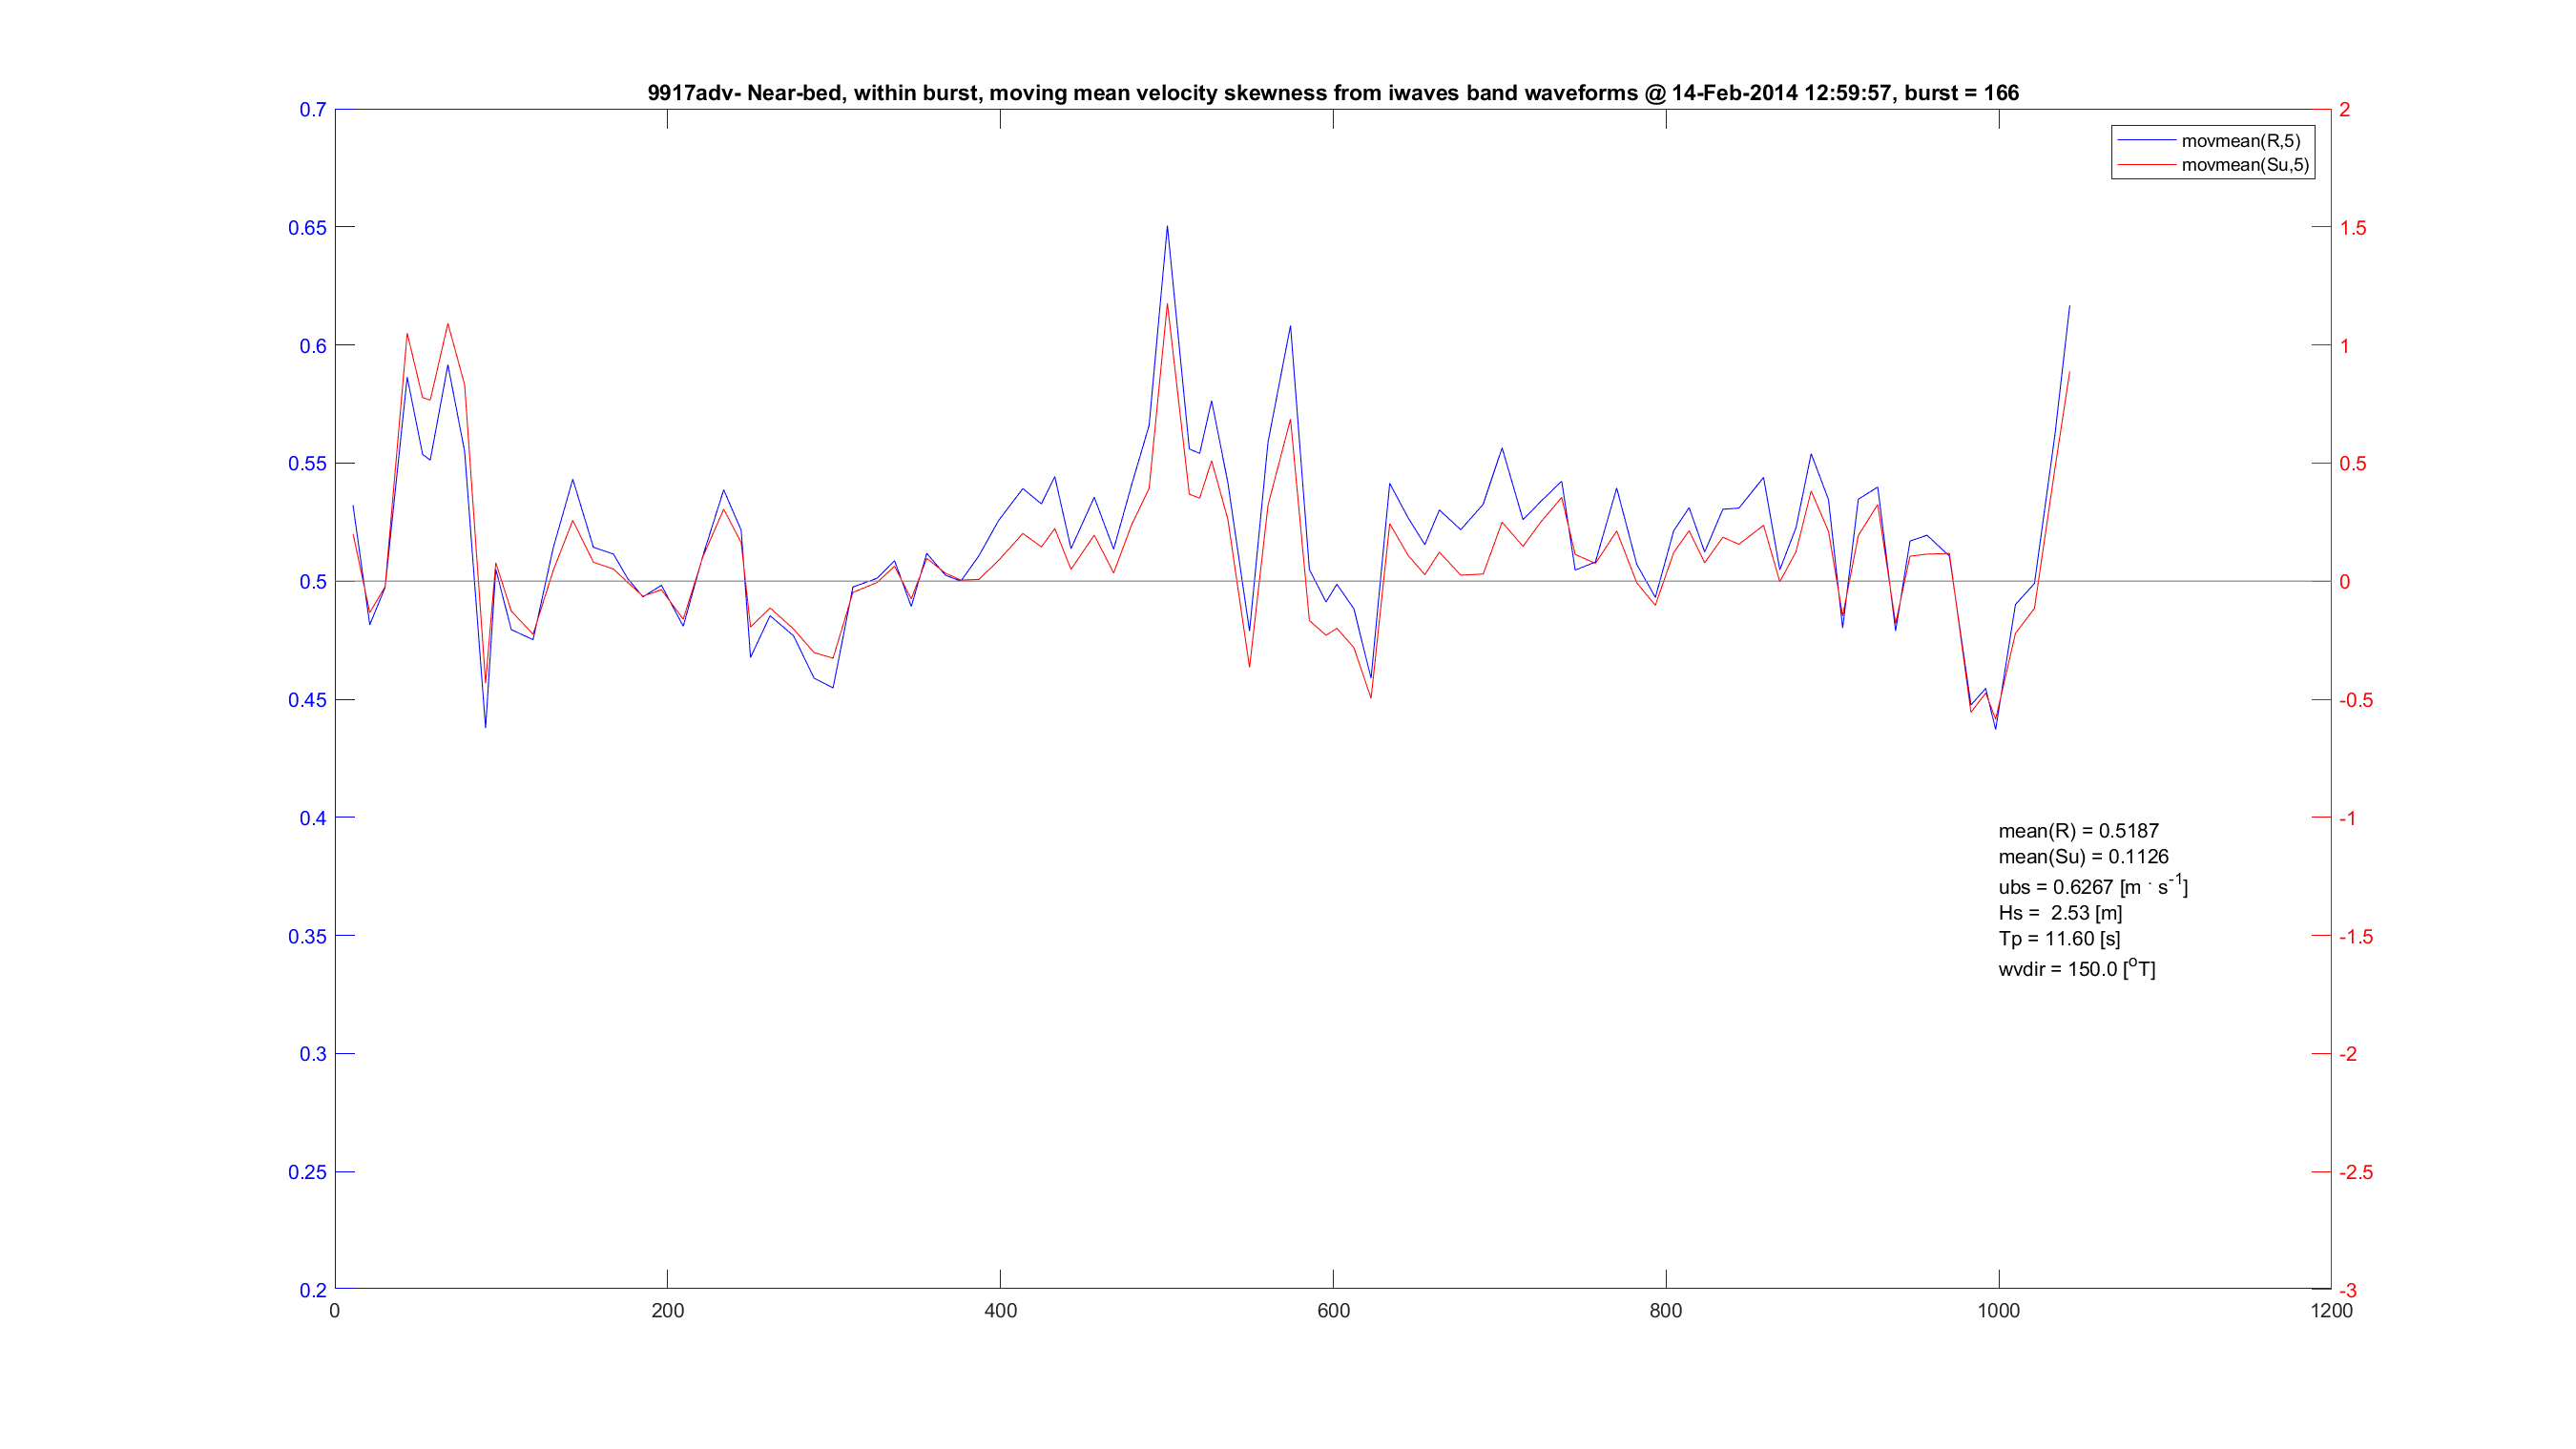 9917adv- Near-bed, within burst, moving mean velocity skewness from iwaves band waveforms @ 14-Feb-2014 12:59:57, burst = 166
0.7
0.65
0.6
0.55
0.5
0.45
0.4
0.35
0.3
0.25
0.2
2
1.5
1
0.5
0
-0.5
-1
-1.5
-2
-2.5
-3
movmean(R,5)
movmean(Su,5)
mean(R) = 0.5187
mean(Su) = 0.1126
ubs = 0.6267 [m · s⁻¹]
Hs =  2.53 [m]
Tp = 11.60 [s]
wvdir = 150.0 [ᵒT]
0 200 400 600 800 1000 1200